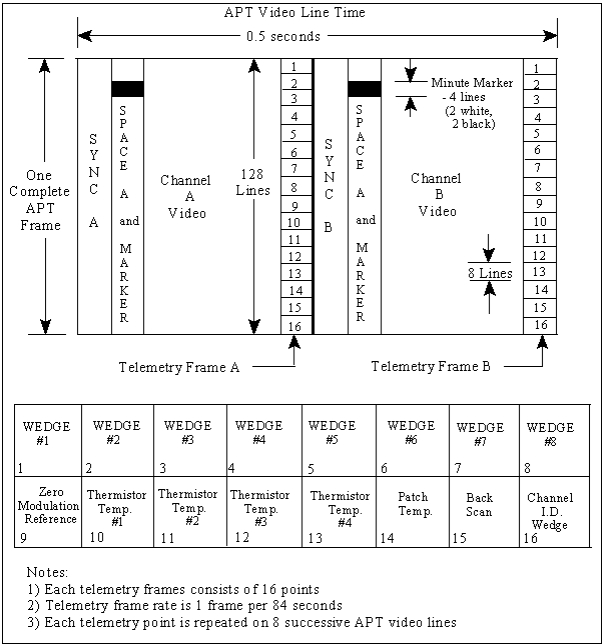 APT Video Line Time
0.5 seconds
One
Complete
APT
Frame
SYNC A
SPACE A and MARKER
Channel
A
Video
128
Lines
1
2
3
4
5
6
7
8
9
10
11
12
13
14
15
16
SYNC B
SPACE A and MARKER
Minute Marker
- 4 lines
(2 white,
2 black)
Channel
B
Video
8 Lines
1
2
3
4
5
6
7
8
9
10
11
12
13
14
15
16
Telemetry Frame A
Telemetry Frame B
WEDGE
#1
1
WEDGE
#2
2
WEDGE
#3
3
WEDGE
#4
4
WEDGE
#5
5
WEDGE
#6
6
WEDGE
#7
7
WEDGE
#8
8
Zero
Modulation
Reference
9
Thermistor
Temp.
#1
10
Thermistor
Temp.
#2
11
Thermistor
Temp.
#3
12
Thermistor
Temp.
#4
13
Patch
Temp.
14
Back
Scan
15
Channel
I.D.
Wedge
16
Notes:
1) Each telemetry frames consists of 16 points
2) Telemetry frame rate is 1 frame per 84 seconds
3) Each telemetry point is repeated on 8 successive APT video lines